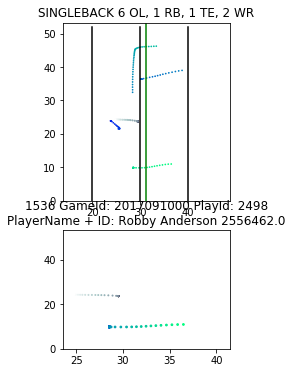 SINGLEBACK 6 OL, 1 RB, 1 TE, 2 WR
50
40
30
20
10
0
20 30 40
1536 GameId: 2017091000 PlayId: 2498
PlayerName + ID: Robby Anderson 2556462.0
40
20
0
25 30 35 40